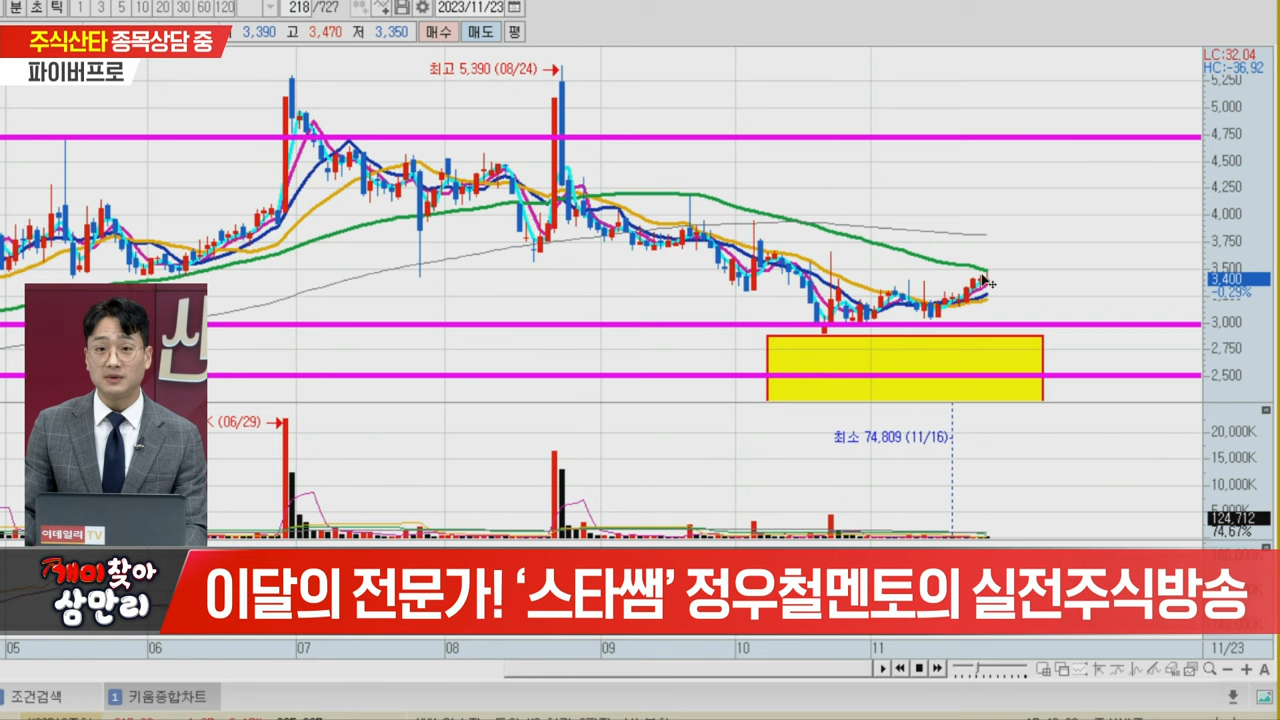 분 초 틱 1 3 5 10 20 30 60 120 218 /727 2023/11/23
3,390 고 3,470 저 3,350 매수 매도 평
주식산타 종목상담 중
파이버프로
최고 5,390 (08/24)
LC:32.04
HC:-36.92
5,250
5,000
4,750
4,500
4,250
4,000
3,750
3,500
3,400
-0.29%
3,000
2,750
2,500
K (06/29)
최소 74,809 (11/16)
20,000K
15,000K
10,000K
5,000K
124,712
74.67%
이데일리 TV
개미찾아
삼만리
이달의 전문가! ‘스타쌤’ 정우철멘토의 실전주식방송
05 06 07 08 09 10 11 11/23
조건검색 1 키움종합차트